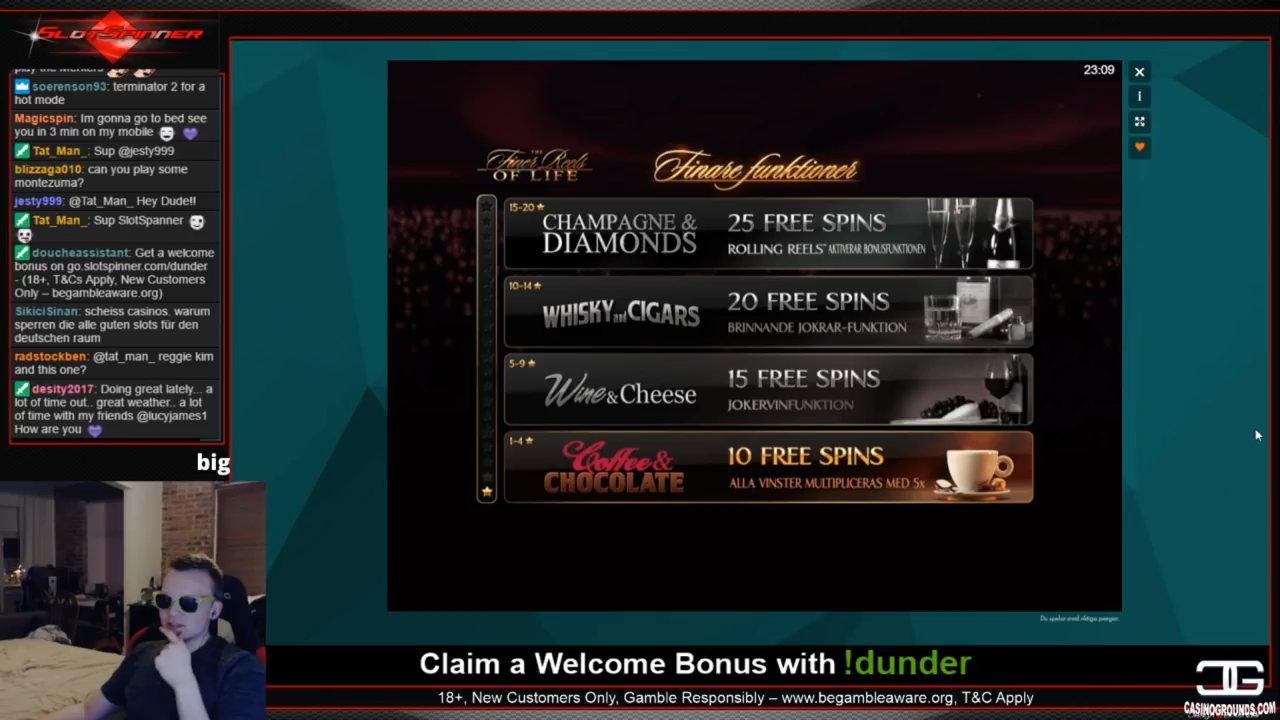 SLOTSPINNER
soerenson93: terminator 2 for a
hot mode
Magicspin: Im gonna go to bed see
you in 3 min on my mobile
Tat_Man_: Sup @jesty999
blizzaga010: can you play some
montezuma?
jesty999: @Tat_Man_ Hey Dude!!
Tat_Man_: Sup SlotSpanner
doucheassistant: Get a welcome
bonus on go.slotspinner.com/dunder
- (18+, T&Cs Apply, New Customers
Only – begambleaware.org)
SikiciSinan: scheiss casinos. warum
sperren die alle guten slots für den
deutschen raum
radstockben: @tat_man_ reggie kim
and this one?
desity2017: Doing great lately... a
lot of time out.. great weather.. a lot
of time with my friends @lucyjames1
How are you
big
23:09
THE
Finer Reels
OF LIFE
Finare funktioner
15-20
CHAMPAGNE &
DIAMONDS
25 FREE SPINS
ROLLING REELS™ AKTIVERAR BONUSFUNKTIONEN
10-14
WHISKY and CIGARS
20 FREE SPINS
BRINNANDE JOKRAR-FUNKTION
5-9
Wine & Cheese
15 FREE SPINS
JOKERVINFUNKTION
1-4
Coffee &
CHOCOLATE
10 FREE SPINS
ALLA VINSTER MULTIPLICERAS MED 5x
Du spelar med riktiga pengar.
Claim a Welcome Bonus with !dunder
18+, New Customers Only, Gamble Responsibly – www.begambleaware.org, T&C Apply
CG
CASINOGROUNDS.COM